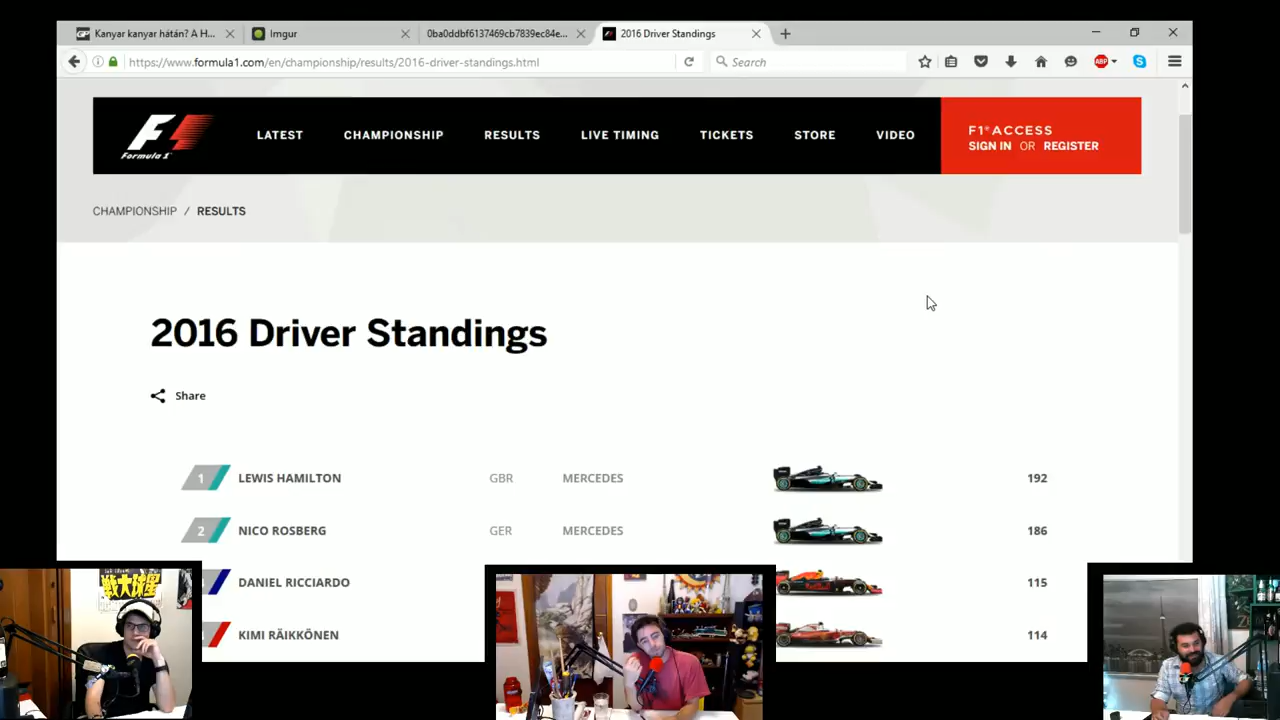 Kanyar kanyar hátán? A H...
Imgur
0ba0ddbf6137469cb7839ec84e...
2016 Driver Standings
https://www.formula1.com/en/championship/results/2016-driver-standings.html
Search
ABP
F1
Formula 1
LATEST
CHAMPIONSHIP
RESULTS
LIVE TIMING
TICKETS
STORE
VIDEO
F1® ACCESS
SIGN IN OR REGISTER
CHAMPIONSHIP / RESULTS
2016 Driver Standings
Share
1 LEWIS HAMILTON GBR MERCEDES 192
2 NICO ROSBERG GER MERCEDES 186
DANIEL RICCIARDO 115
KIMI RÄIKKÖNEN 114